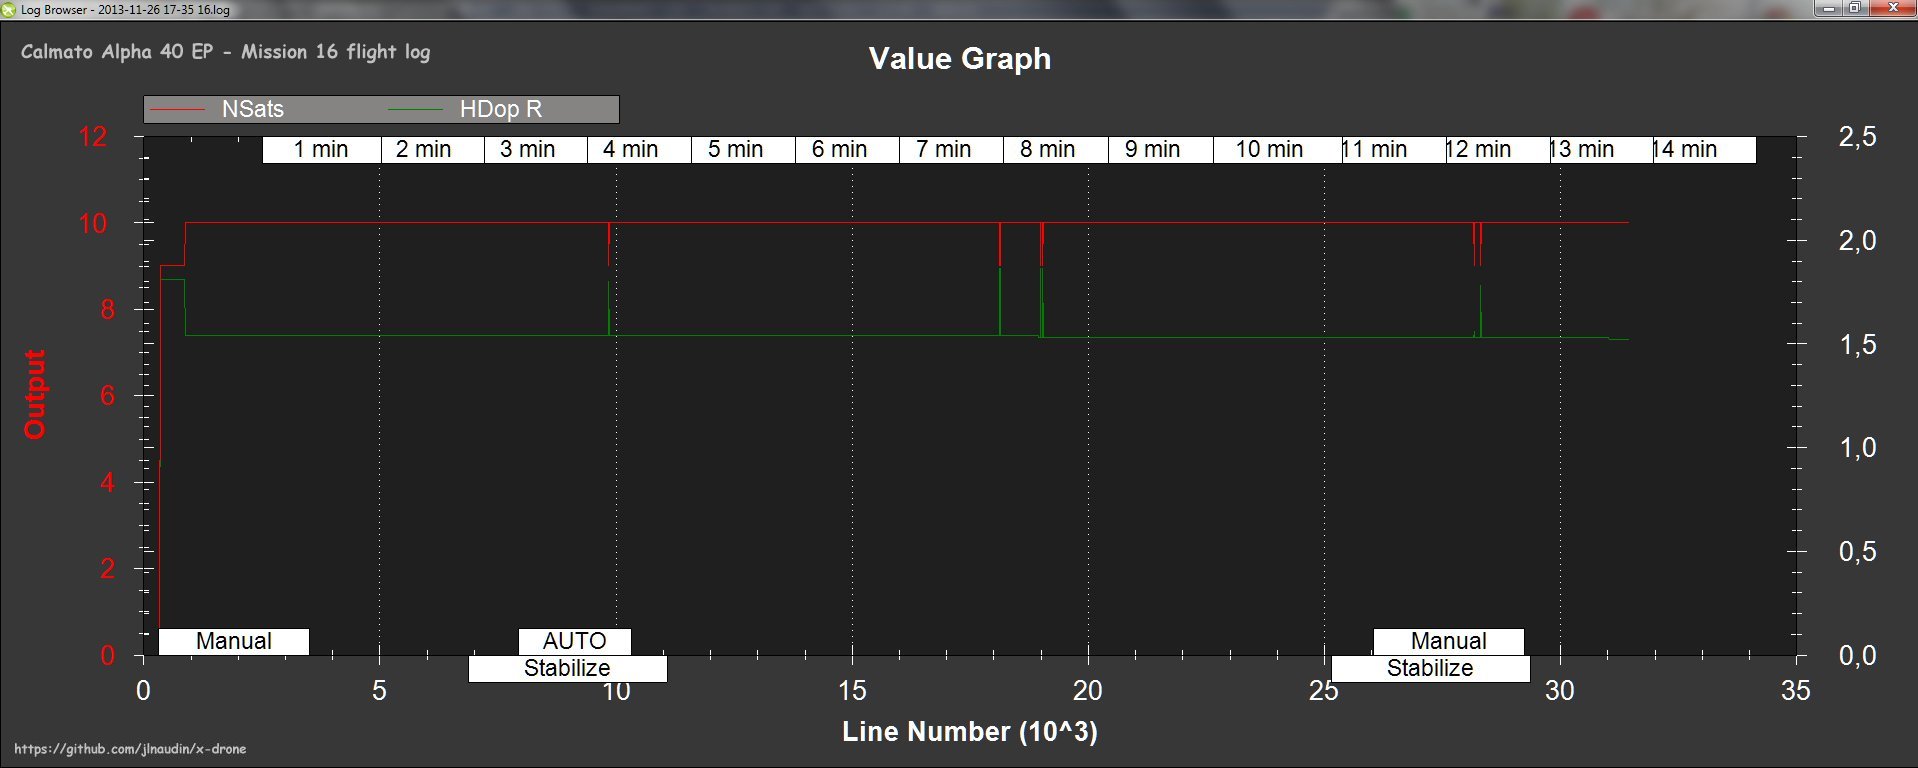 Log Browser - 2013-11-26 17-35 16.log
Calmato Alpha 40 EP - Mission 16 flight log
Value Graph
NSats HDop R
1 min 2 min 3 min 4 min 5 min 6 min 7 min 8 min 9 min 10 min 11 min 12 min 13 min 14 min
12
10
8
6
4
2
0
Output
2,5
2,0
1,5
1,0
0,5
0,0
Manual AUTO Manual
Stabilize Stabilize
0 5 10 15 20 25 30 35
Line Number (10^3)
https://github.com/jlnaudin/x-drone